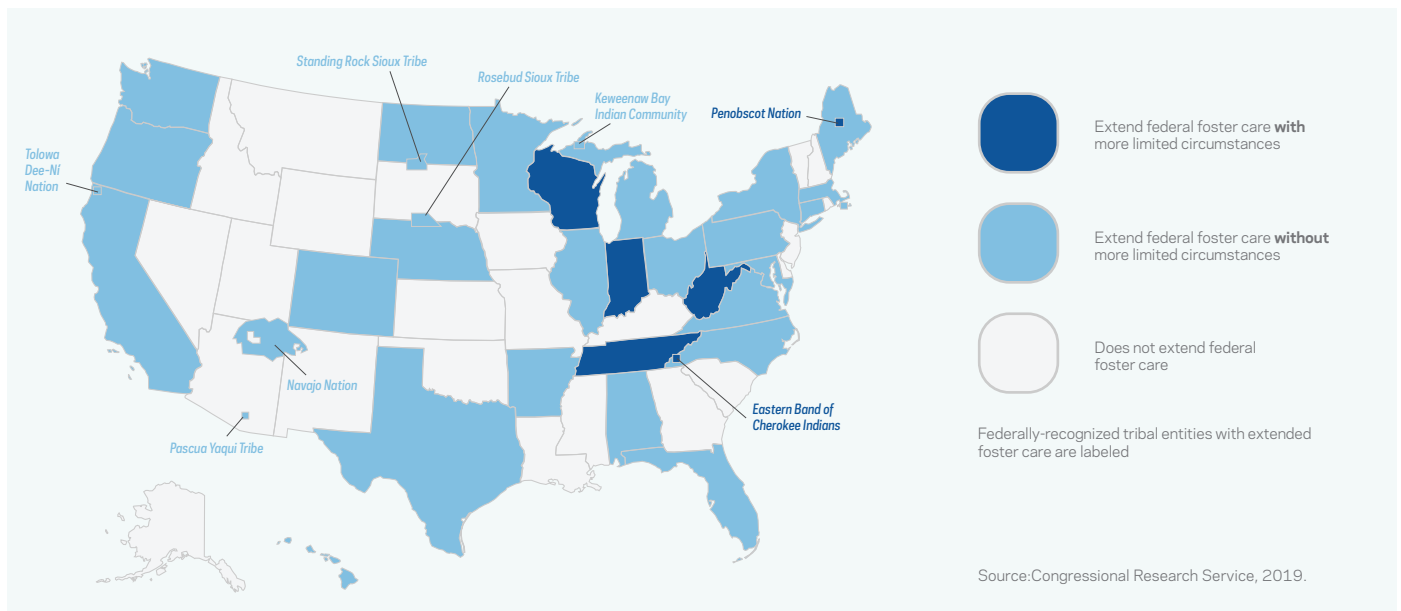 Standing Rock Sioux Tribe
Rosebud Sioux Tribe
Keweenaw Bay
Indian Community
Penobscot Nation
Tolowa
Dee-Ní
Nation
Navajo Nation
Pascua Yaqui Tribe
Eastern Band of
Cherokee Indians
Extend federal foster care with
more limited circumstances
Extend federal foster care without
more limited circumstances
Does not extend federal
foster care
Federally-recognized tribal entities with extended
foster care are labeled
Source:Congressional Research Service, 2019.